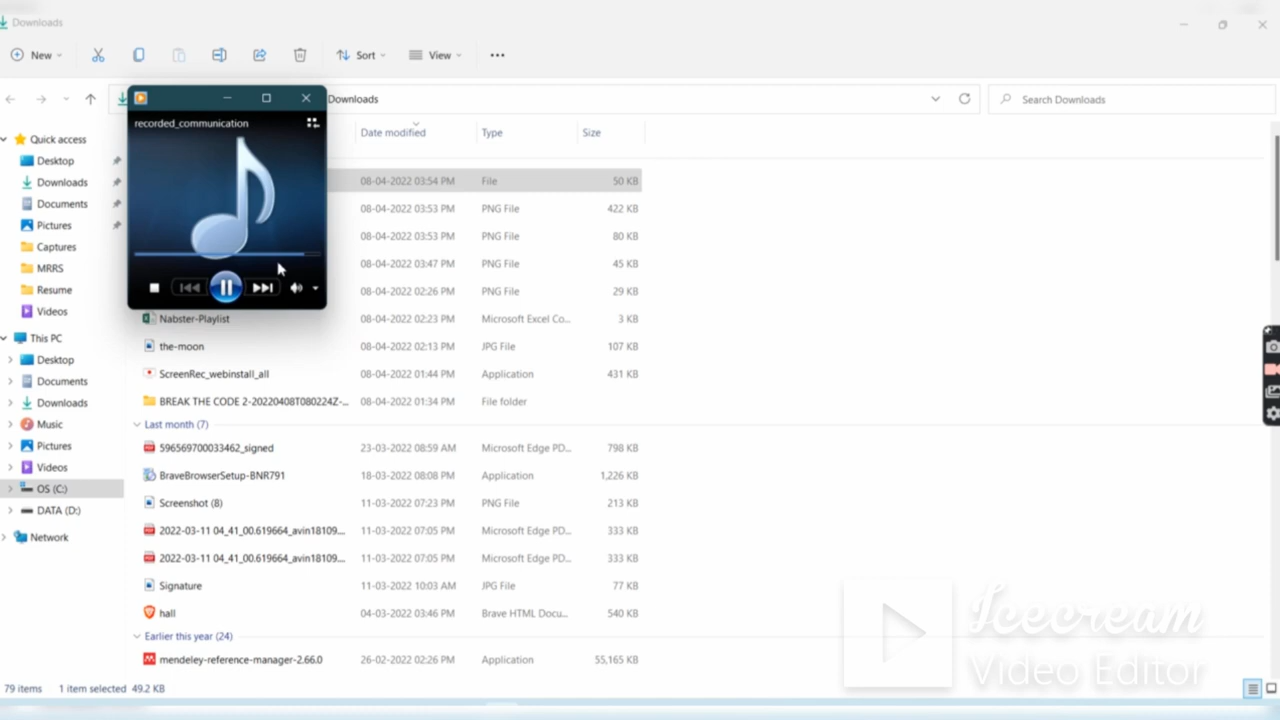 Downloads
New
Sort
View
Downloads
Search Downloads
recorded_communication
Date modified
Type
Size
Quick access
Desktop
Downloads
Documents
Pictures
Captures
MRRS
Resume
Videos
This PC
Desktop
Documents
Downloads
Music
Pictures
Videos
OS (C:)
DATA (D:)
Network
08-04-2022 03:54 PM File 50 KB
08-04-2022 03:53 PM PNG File 422 KB
08-04-2022 03:53 PM PNG File 80 KB
08-04-2022 03:47 PM PNG File 45 KB
08-04-2022 02:26 PM PNG File 29 KB
Nabster-Playlist 08-04-2022 02:23 PM Microsoft Excel Co... 3 KB
the-moon 08-04-2022 02:13 PM JPG File 107 KB
ScreenRec_webinstall_all 08-04-2022 01:44 PM Application 431 KB
BREAK THE CODE 2-20220408T080224Z-... 08-04-2022 01:34 PM File folder
Last month (7)
596569700033462_signed 23-03-2022 08:59 AM Microsoft Edge PD... 798 KB
BraveBrowserSetup-BNR791 18-03-2022 08:08 PM Application 1,226 KB
Screenshot (8) 11-03-2022 07:23 PM PNG File 213 KB
2022-03-11 04_41_00.619664_avin18109.... 11-03-2022 07:05 PM Microsoft Edge PD... 333 KB
2022-03-11 04_41_00.619664_avin18109.... 11-03-2022 07:05 PM Microsoft Edge PD... 333 KB
Signature 11-03-2022 10:03 AM JPG File 77 KB
hall 04-03-2022 03:46 PM Brave HTML Docu... 540 KB
Earlier this year (24)
mendeley-reference-manager-2.66.0 26-02-2022 02:26 PM Application 55,165 KB
79 items 1 item selected 49.2 KB
Icecream
Video Editor